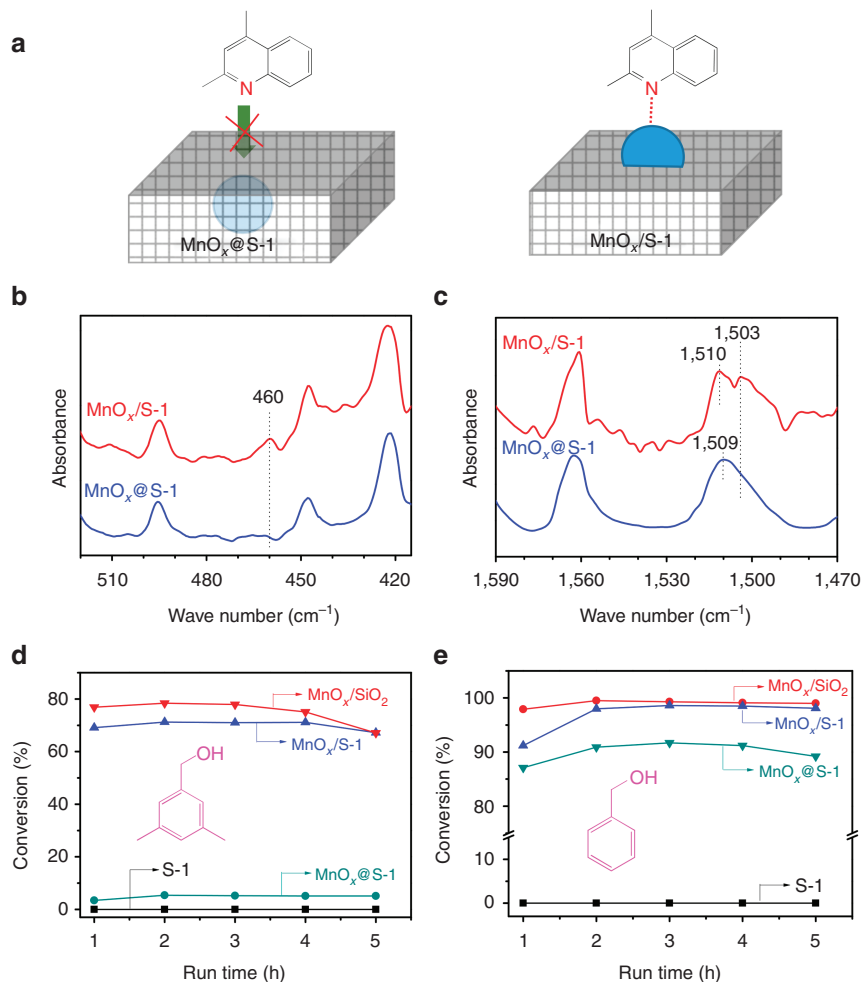 a
N
N
MnOₓ@S-1
MnOₓ/S-1
b
c
1,503
1,510
MnOₓ/S-1
MnOₓ/S-1
460
1,509
MnOₓ@S-1
MnOₓ@S-1
Absorbance
Absorbance
510 480 450 420
1,590 1,560 1,530 1,500 1,470
Wave number (cm⁻¹)
Wave number (cm⁻¹)
d
e
80
70
60
20
10
0
MnOₓ/SiO₂
MnOₓ/S-1
OH
S-1
MnOₓ@S-1
Conversion (%)
1 2 3 4 5
Run time (h)
100
90
80
10
0
MnOₓ/SiO₂
MnOₓ/S-1
MnOₓ@S-1
OH
S-1
Conversion (%)
1 2 3 4 5
Run time (h)